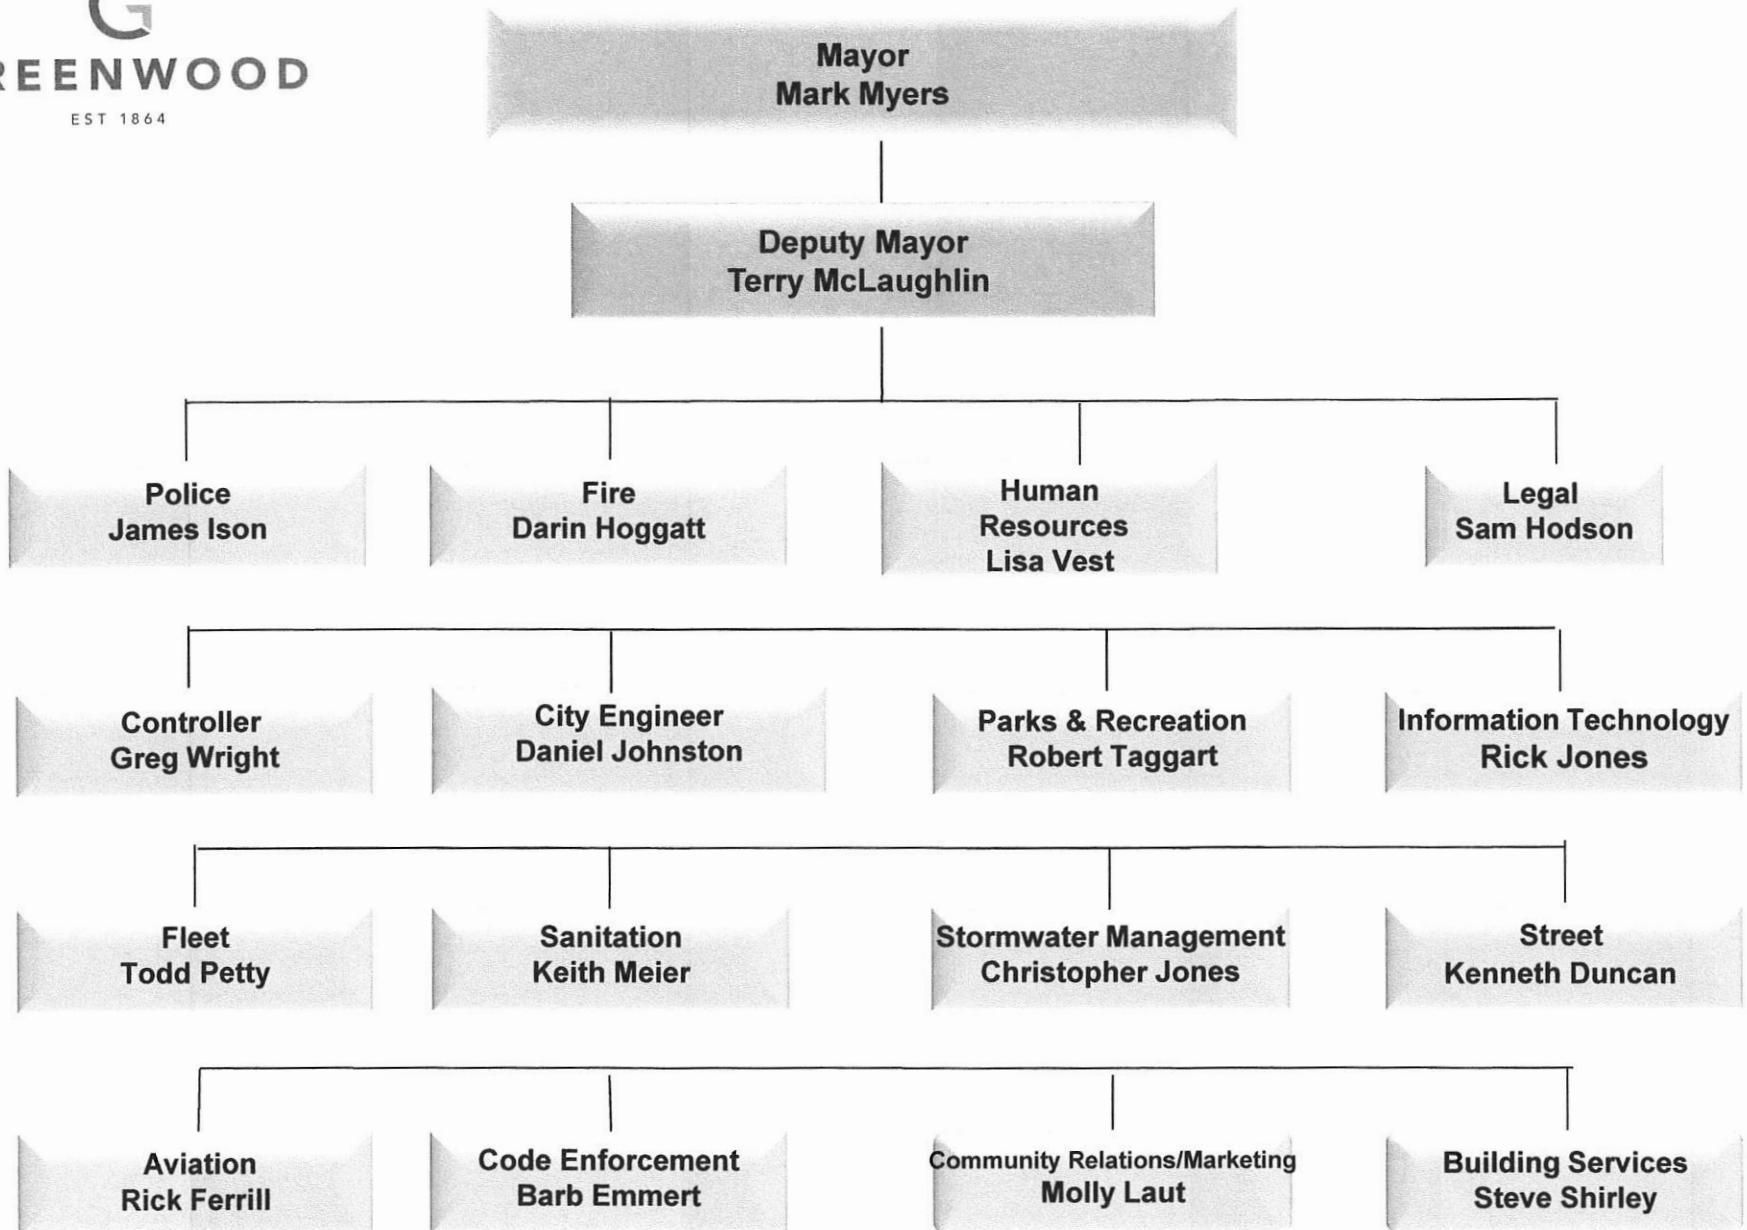 REENWOOD
EST 1864
Mayor
Mark Myers
Deputy Mayor
Terry McLaughlin
Police
James Ison
Fire
Darin Hoggatt
Human
Resources
Lisa Vest
Legal
Sam Hodson
Controller
Greg Wright
City Engineer
Daniel Johnston
Parks & Recreation
Robert Taggart
Information Technology
Rick Jones
Fleet
Todd Petty
Sanitation
Keith Meier
Stormwater Management
Christopher Jones
Street
Kenneth Duncan
Aviation
Rick Ferrill
Code Enforcement
Barb Emmert
Community Relations/Marketing
Molly Laut
Building Services
Steve Shirley